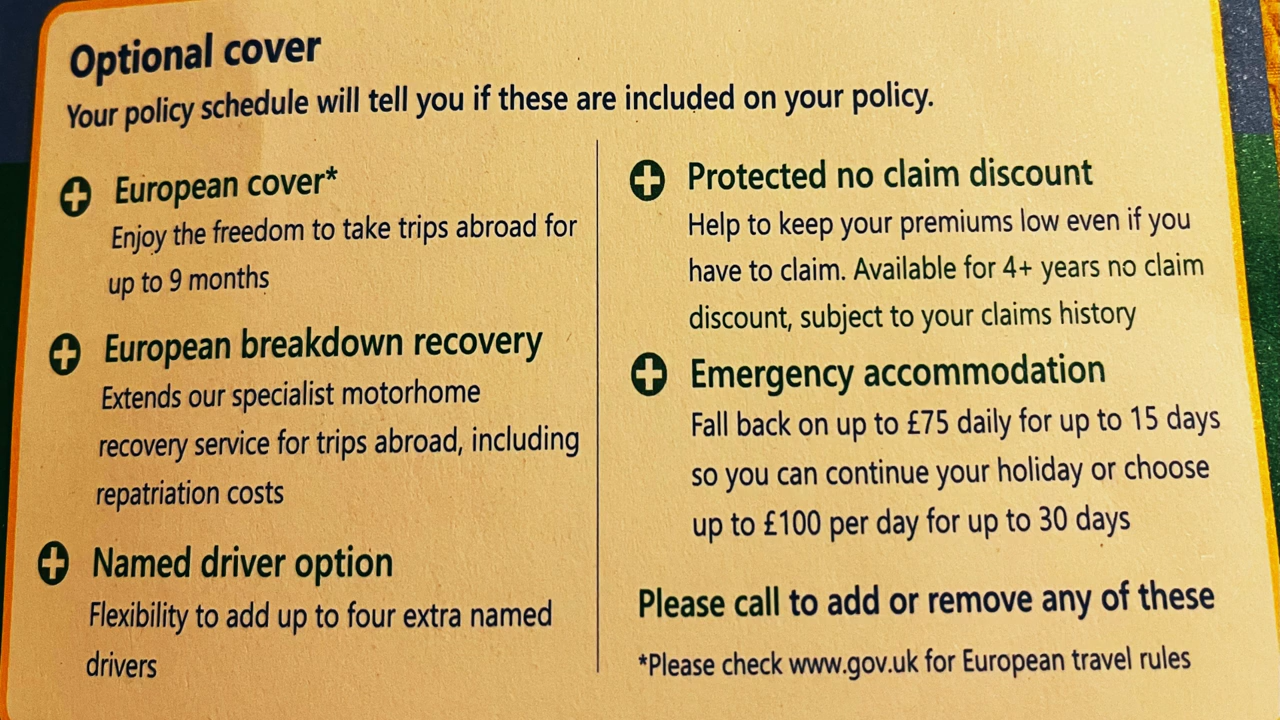 Optional cover
Your policy schedule will tell you if these are included on your policy.
European cover*
Enjoy the freedom to take trips abroad for
up to 9 months
European breakdown recovery
Extends our specialist motorhome
recovery service for trips abroad, including
repatriation costs
Named driver option
Flexibility to add up to four extra named
drivers
Protected no claim discount
Help to keep your premiums low even if you
have to claim. Available for 4+ years no claim
discount, subject to your claims history
Emergency accommodation
Fall back on up to £75 daily for up to 15 days
so you can continue your holiday or choose
up to £100 per day for up to 30 days
Please call to add or remove any of these
*Please check www.gov.uk for European travel rules